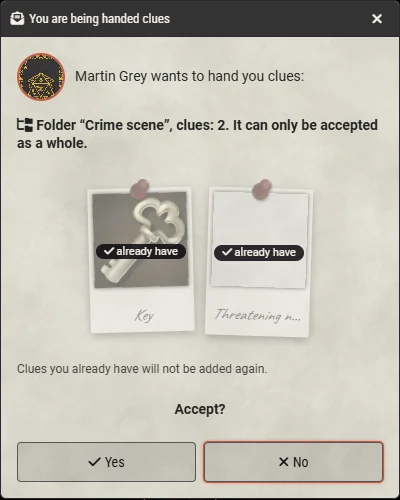 You are being handed clues
Martin Grey wants to hand you clues:
Folder “Crime scene”, clues: 2. It can only be accepted
as a whole.
already have
already have
Key
Threatening n...
Clues you already have will not be added again.
Accept?
Yes
No